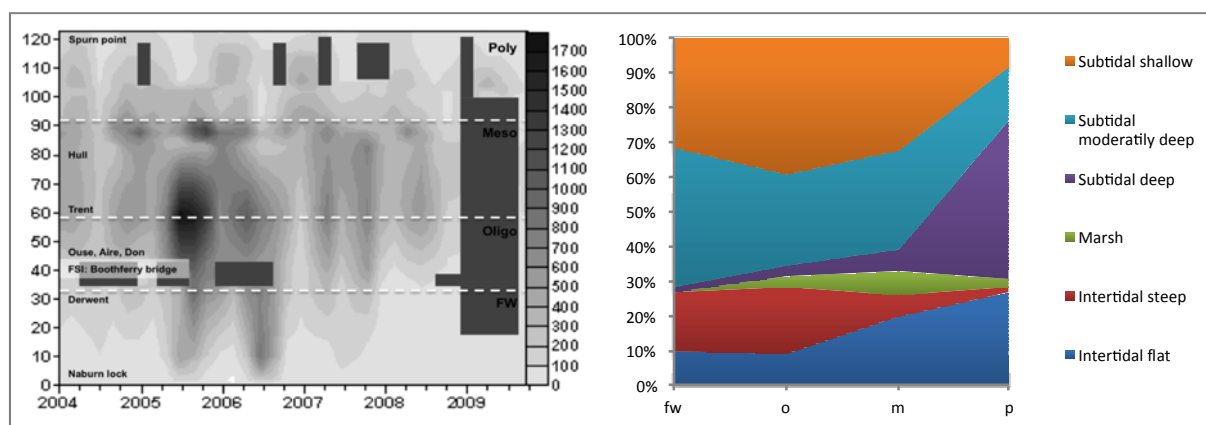 120
110
100
90
80
70
60
50
40
30
20
10
0
2004
2005
2006
2007
2008
2009
Spurn point
Poly
Meso
Hull
Trent
Oligo
Ouse, Aire, Don
FSI: Boothferry bridge
Derwent
FW
Naburn lock
1700
1600
1500
1400
1300
1200
1100
1000
900
800
700
600
500
400
300
200
100
0
100%
90%
80%
70%
60%
50%
40%
30%
20%
10%
0%
fw
o
m
p
Subtidal shallow
Subtidal
moderatily deep
Subtidal deep
Marsh
Intertidal steep
Intertidal flat